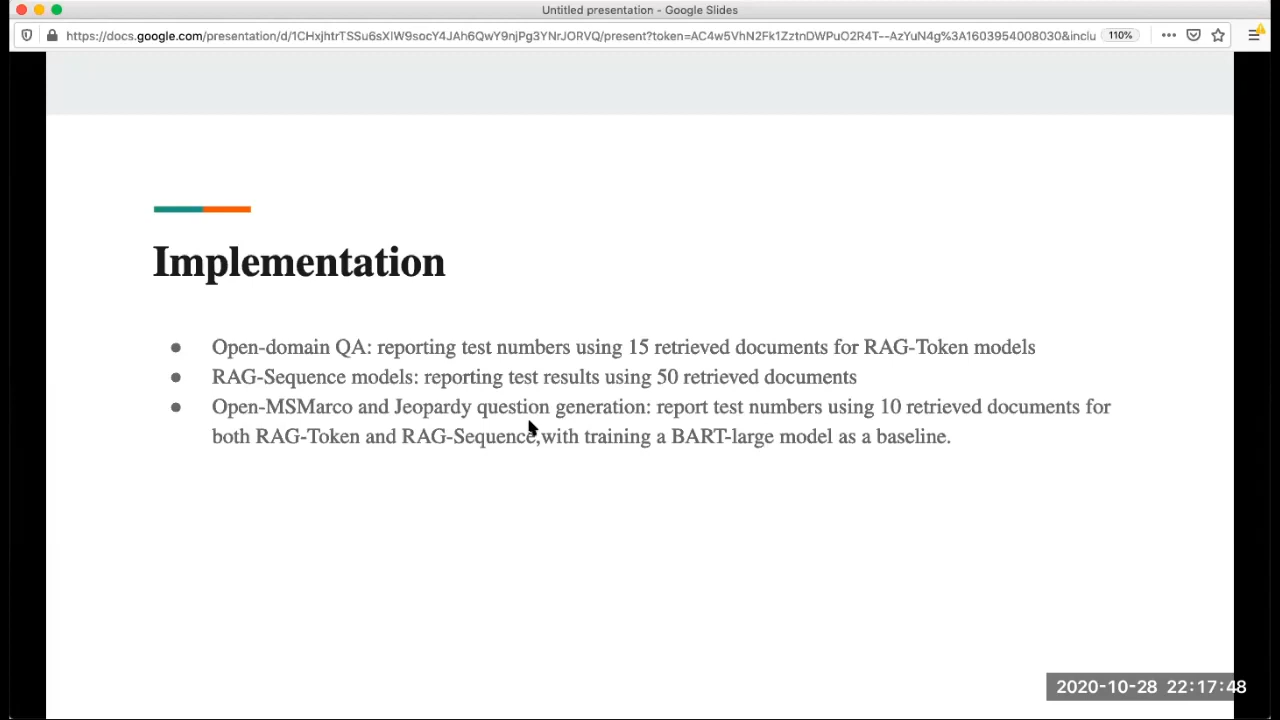 Untitled presentation - Google Slides
https://docs.google.com/presentation/d/1CHxjhtrTSSu6sXIW9socY4JAh6QwY9njPg3YNrJORVQ/present?token=AC4w5VhN2Fk1ZztnDWPuO2R4T--AzYuN4g%3A1603954008030&inclu
110%
Implementation
● Open-domain QA: reporting test numbers using 15 retrieved documents for RAG-Token models
● RAG-Sequence models: reporting test results using 50 retrieved documents
● Open-MSMarco and Jeopardy question generation: report test numbers using 10 retrieved documents for
both RAG-Token and RAG-Sequence,with training a BART-large model as a baseline.
2020-10-28 22:17:48